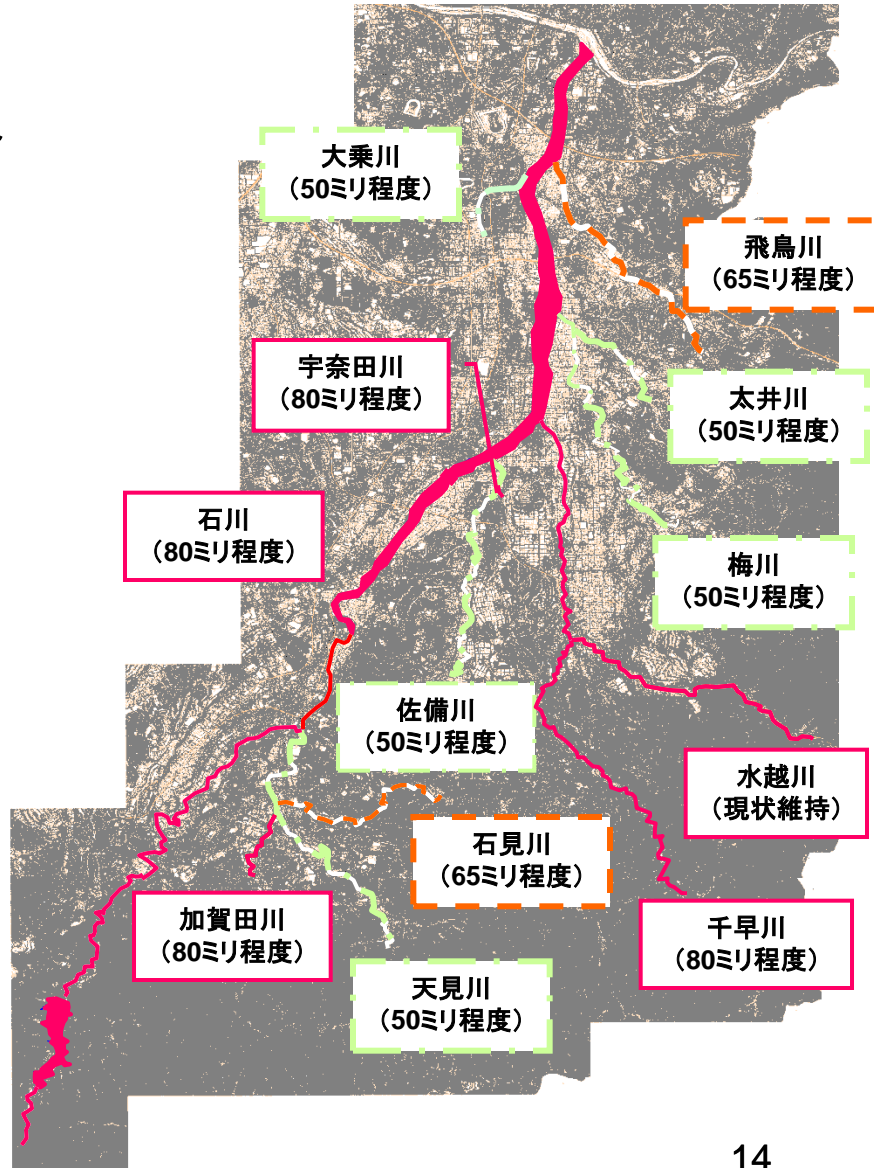 大乗川
(50ミリ程度)
飛鳥川
(65ミリ程度)
宇奈田川
(80ミリ程度)
太井川
(50ミリ程度)
石川
(80ミリ程度)
梅川
(50ミリ程度)
佐備川
(50ミリ程度)
水越川
(現状維持)
石見川
(65ミリ程度)
加賀田川
(80ミリ程度)
千早川
(80ミリ程度)
天見川
(50ミリ程度)
14